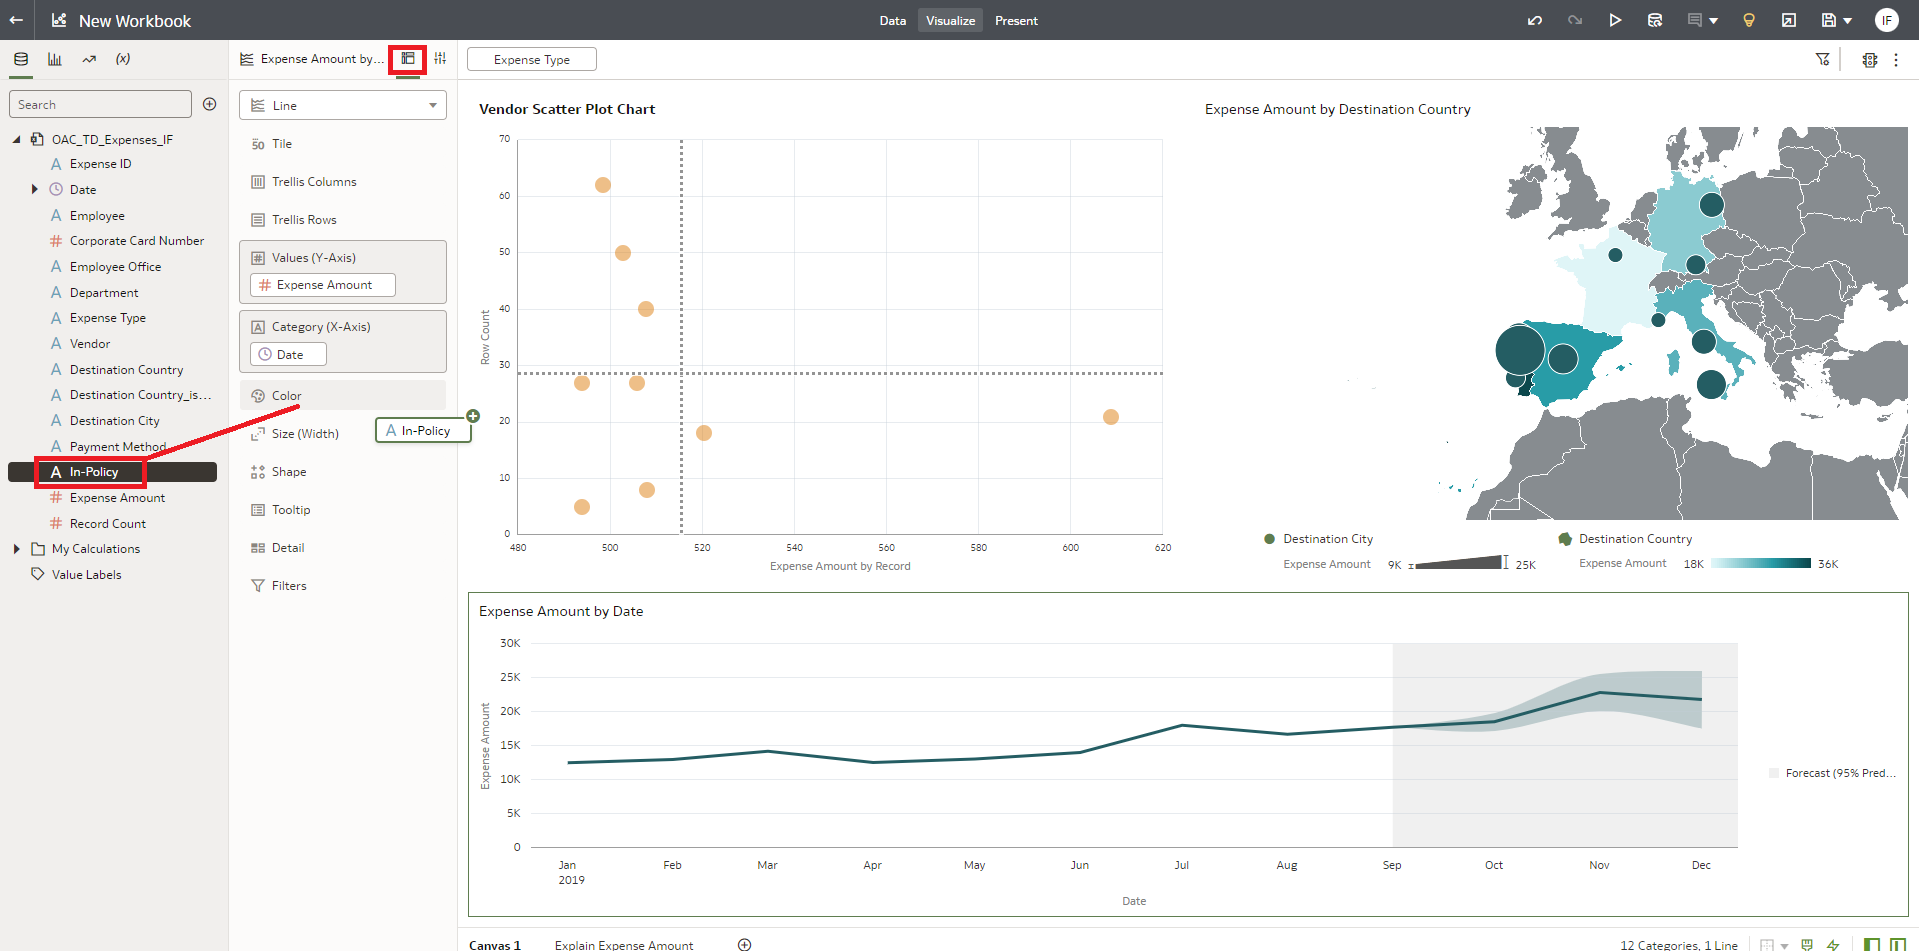 New Workbook
Data Visualize Present
IF
(x)
Search
OAC_TD_Expenses_IF
A Expense ID
Date
A Employee
# Corporate Card Number
A Employee Office
A Department
A Expense Type
A Vendor
A Destination Country
A Destination Country_is...
A Destination City
A Payment Method
A In-Policy
# Expense Amount
# Record Count
My Calculations
Value Labels
Expense Amount by...
Line
50 Tile
Trellis Columns
Trellis Rows
Values (Y-Axis)
# Expense Amount
Category (X-Axis)
Date
Color
A In-Policy
Size (Width)
Shape
Tooltip
Detail
Filters
Expense Type
Vendor Scatter Plot Chart
70
60
50
40
30
20
10
0
Row Count
480 500 520 540 560 580 600 620
Expense Amount by Record
Expense Amount by Destination Country
Destination City
Expense Amount 9K 25K
Destination Country
Expense Amount 18K 36K
Expense Amount by Date
30K
25K
20K
15K
10K
5K
0
Expense Amount
Jan Feb Mar Apr May Jun Jul Aug Sep Oct Nov Dec
2019
Date
Forecast (95% Pred...
Canvas 1 Explain Expense Amount
12 Categories, 1 Line